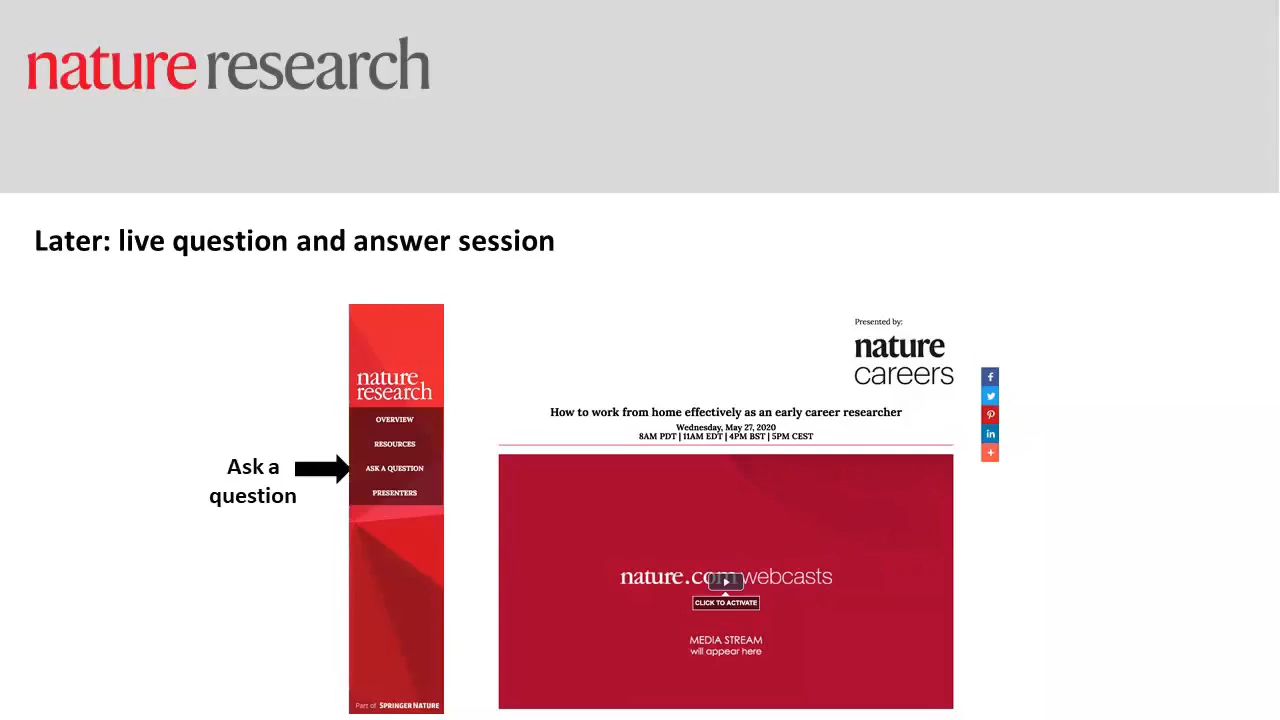 nature research
Later: live question and answer session
Ask a
question
nature
research
OVERVIEW
RESOURCES
ASK A QUESTION
PRESENTERS
Part of SPRINGER NATURE
Presented by:
nature
careers
How to work from home effectively as an early career researcher
Wednesday, May 27, 2020
8AM PDT | 11AM EDT | 4PM BST | 5PM CEST
nature.com webcasts
CLICK TO ACTIVATE
MEDIA STREAM
will appear here